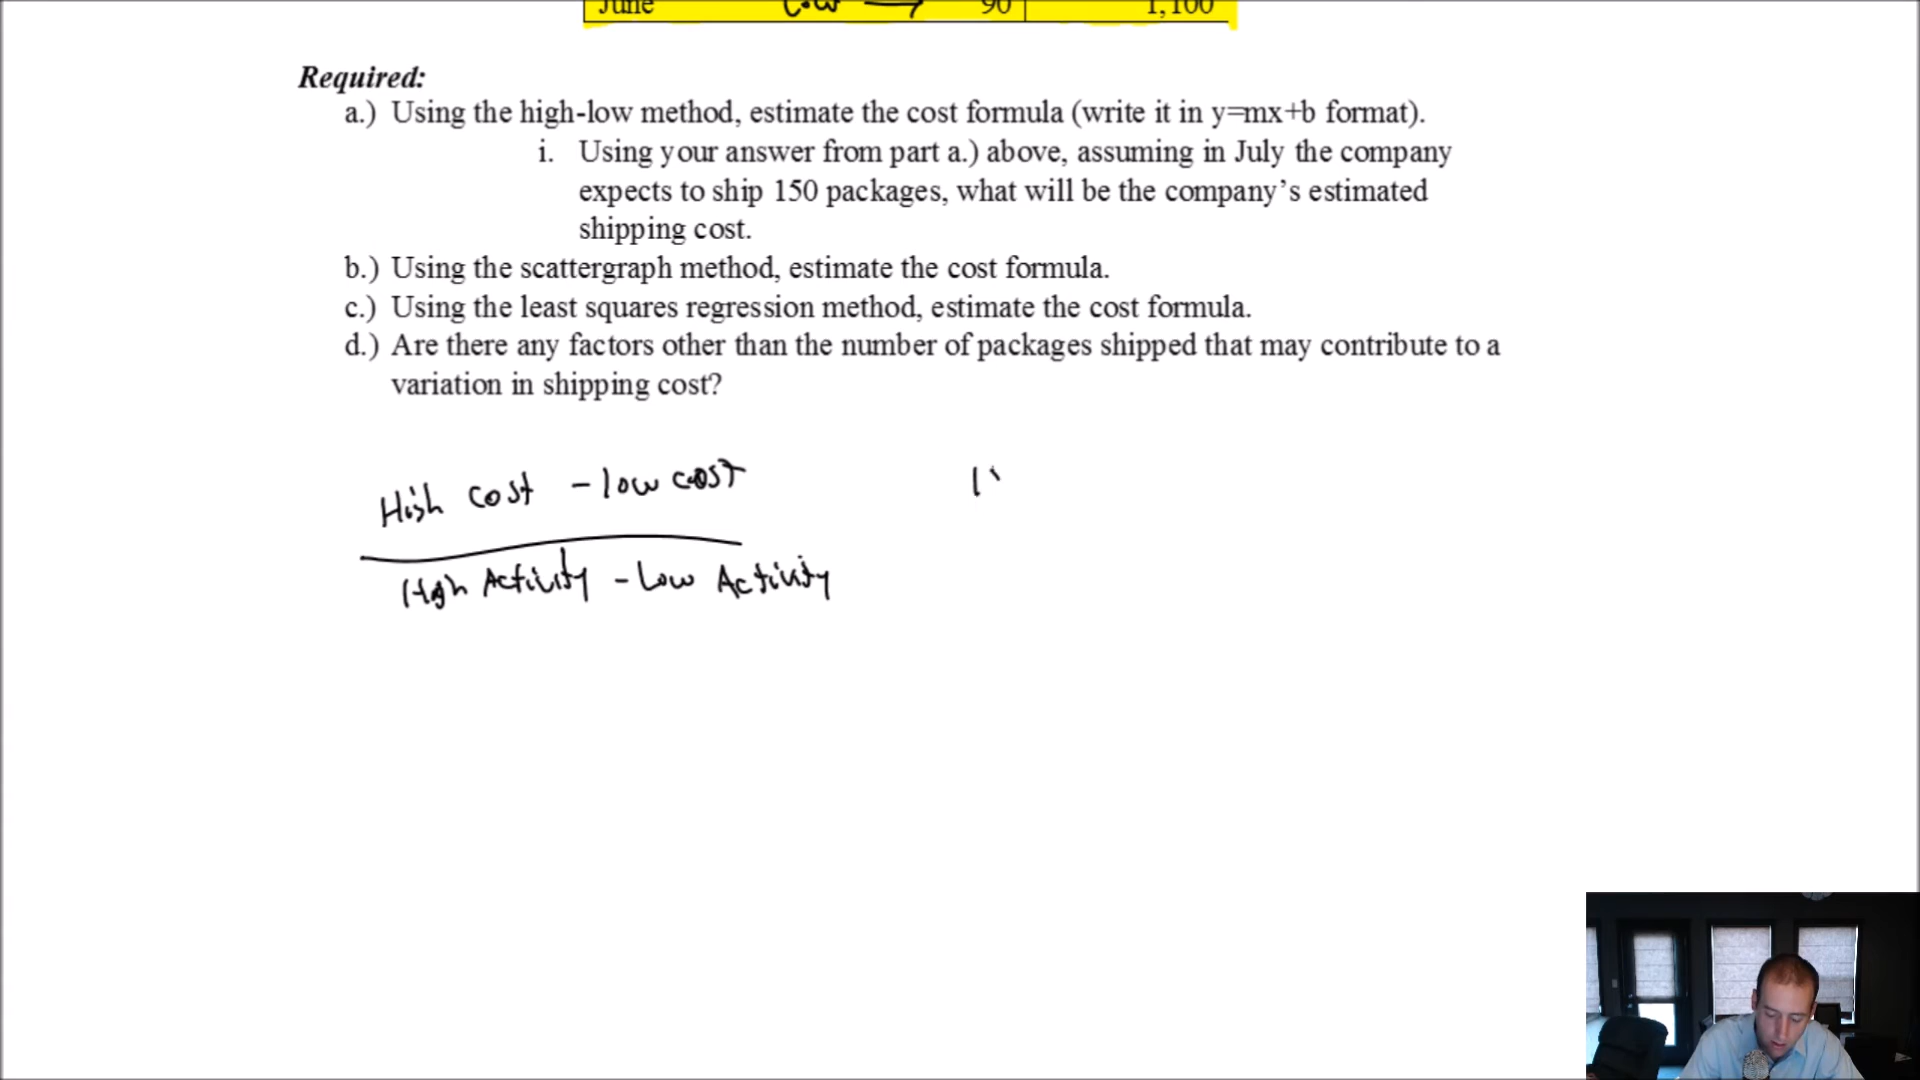 June Low 90 1,100
Required:
a.) Using the high-low method, estimate the cost formula (write it in y=mx+b format).
i. Using your answer from part a.) above, assuming in July the company
expects to ship 150 packages, what will be the company’s estimated
shipping cost.
b.) Using the scattergraph method, estimate the cost formula.
c.) Using the least squares regression method, estimate the cost formula.
d.) Are there any factors other than the number of packages shipped that may contribute to a
variation in shipping cost?
High cost - low cost
High Activity - Low Activity